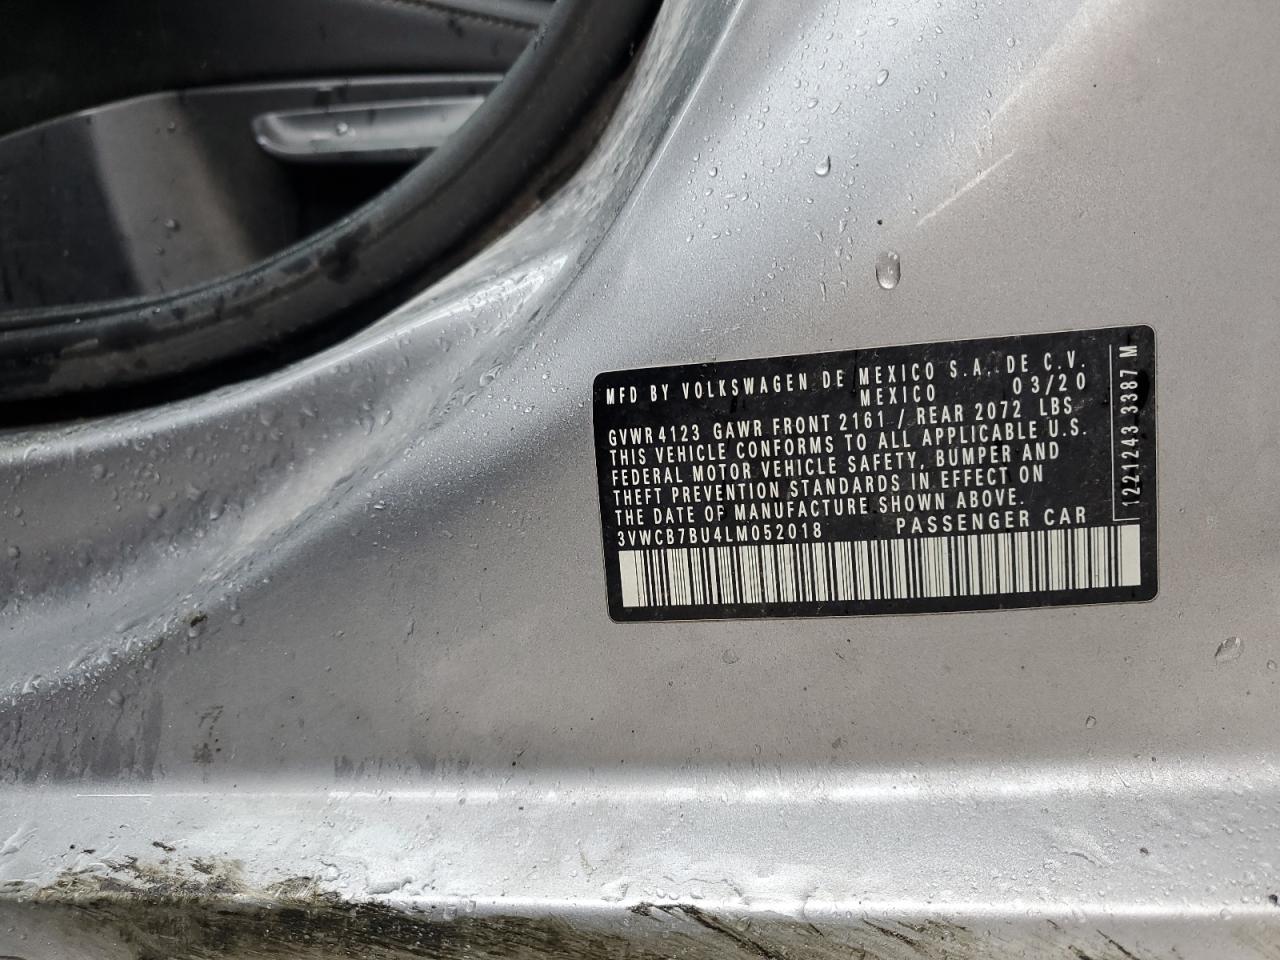 MFD BY VOLKSWAGEN DE MEXICO S.A. DE C.V.
MEXICO 03/20
GVWR 4123 GAWR FRONT 2161 / REAR 2072 LBS
THIS VEHICLE CONFORMS TO ALL APPLICABLE U.S.
FEDERAL MOTOR VEHICLE SAFETY, BUMPER AND
THEFT PREVENTION STANDARDS IN EFFECT ON
THE DATE OF MANUFACTURE SHOWN ABOVE.
3VWCB7BU4LM052018 PASSENGER CAR
1221243 3387 M